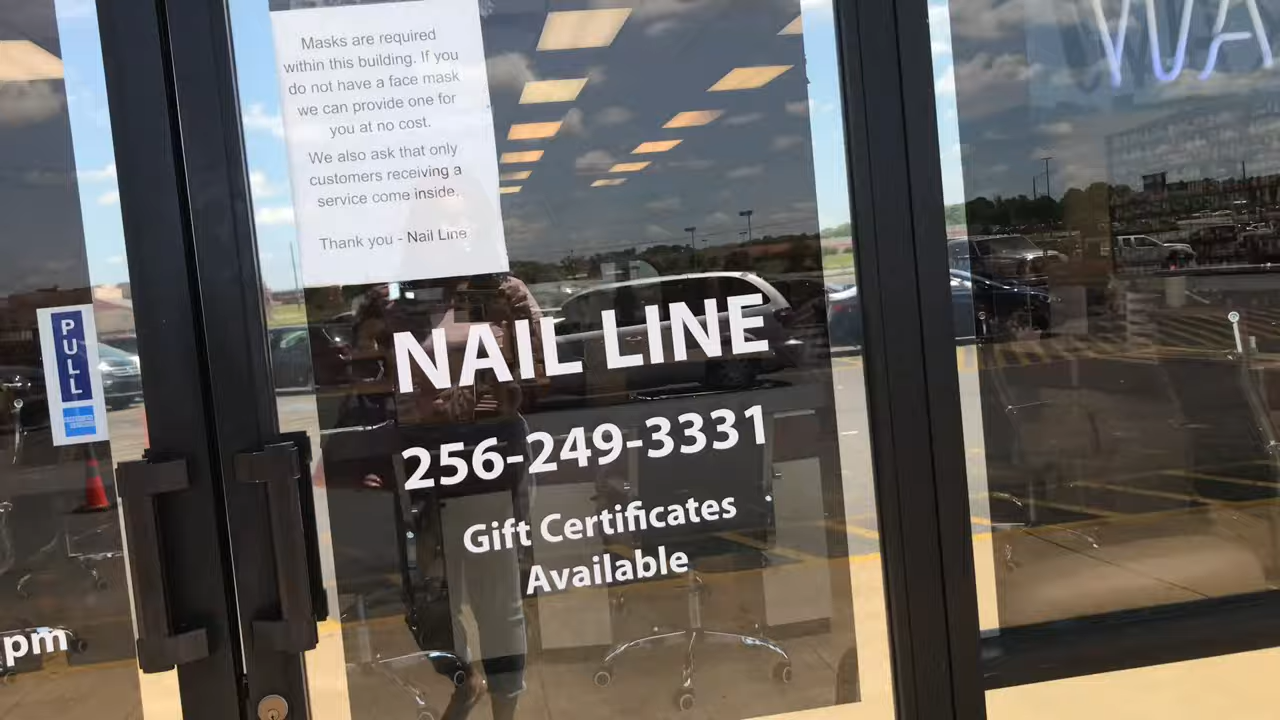 Masks are required
within this building. If you
do not have a face mask
we can provide one for
you at no cost.
We also ask that only
customers receiving a
service come inside.
Thank you - Nail Line
PULL
NAIL LINE
256-249-3331
Gift Certificates
Available
pm
WA